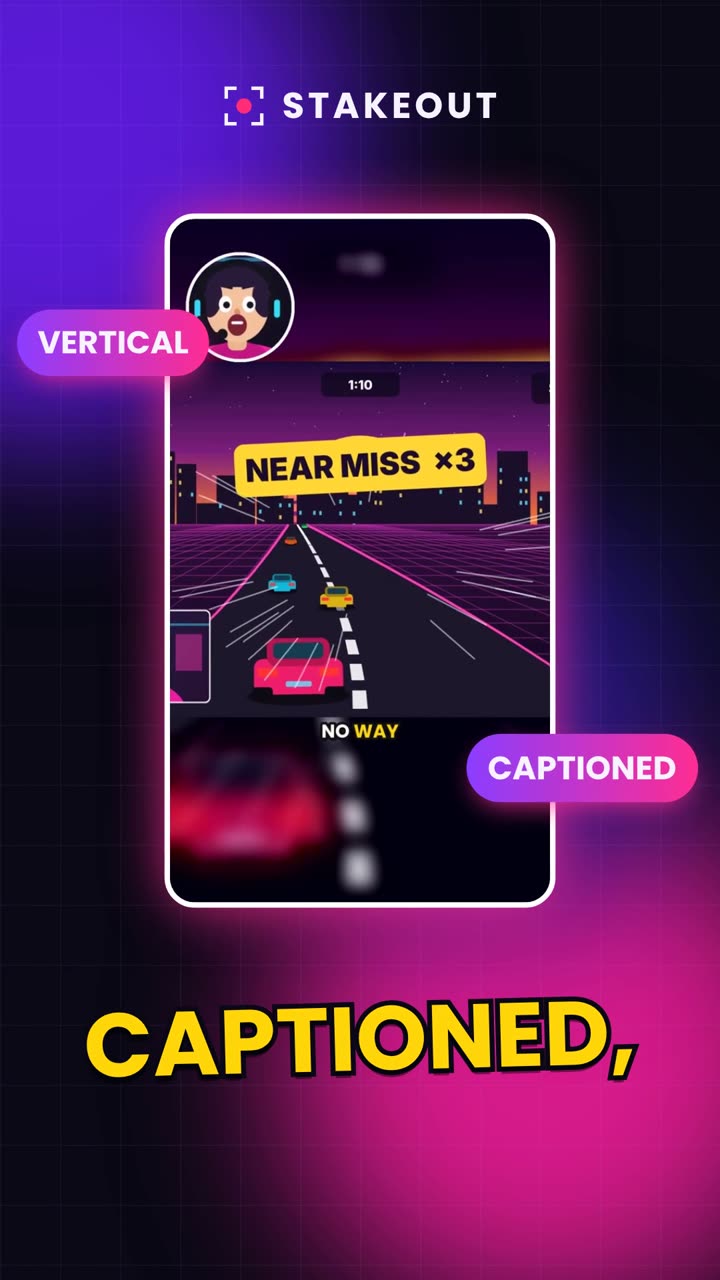 STAKEOUT
VERTICAL
1:10
NEAR MISS ×3
NO WAY
CAPTIONED
CAPTIONED,